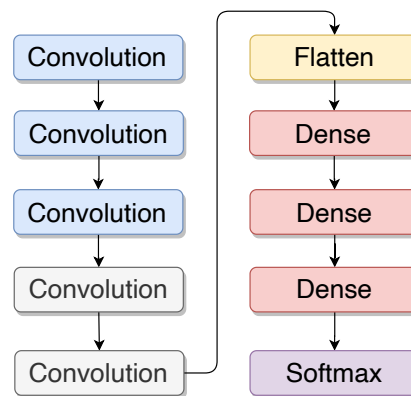 Convolution
Convolution
Convolution
Convolution
Convolution
Flatten
Dense
Dense
Dense
Softmax